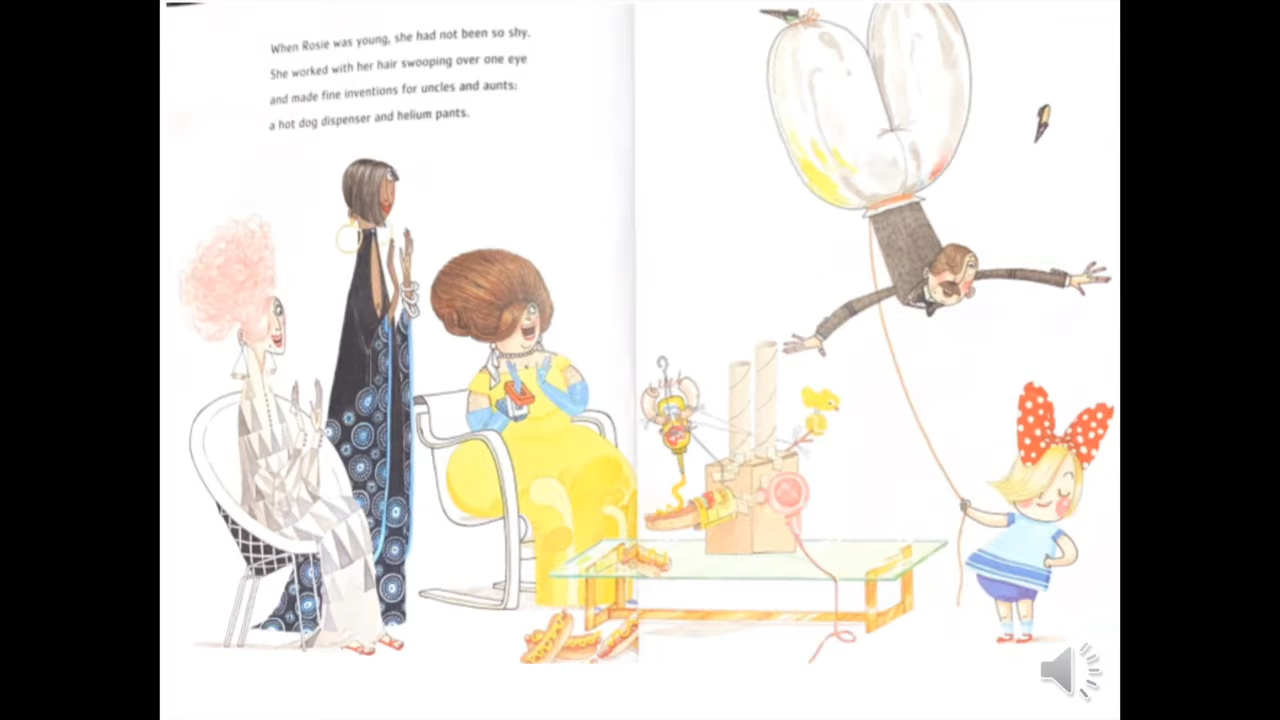 When Rosie was young, she had not been so shy.
She worked with her hair swooping over one eye
and made fine inventions for uncles and aunts:
a hot dog dispenser and helium pants.